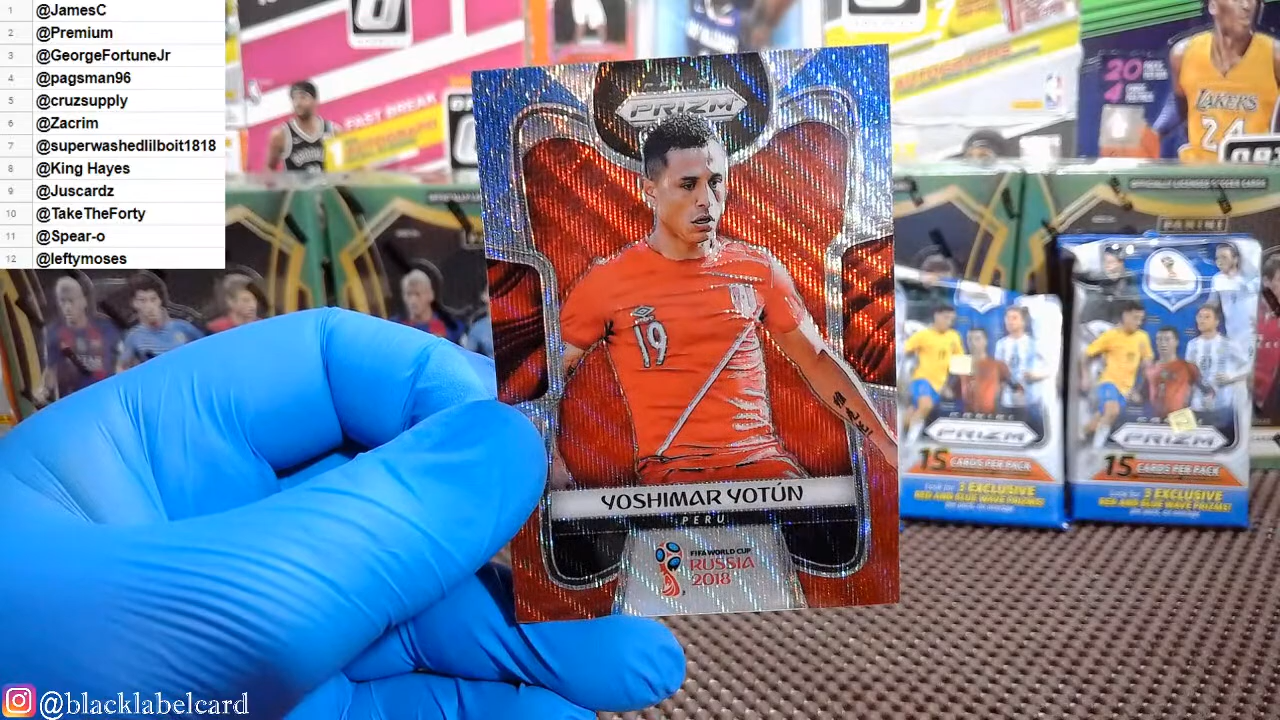 1 @JamesC
2 @Premium
3 @GeorgeFortuneJr
4 @pagsman96
5 @cruzsupply
6 @Zacrim
7 @superwashedlilboit1818
8 @King Hayes
9 @Juscardz
10 @TakeTheForty
11 @Spear-o
12 @leftymoses
FAST BREAK
20
LAKERS
24
PANINI
PRIZM
19
YOSHIMAR YOTÚN
PERU
FIFA WORLD CUP
RUSSIA
2018
PRIZM
15 CARDS PER PACK
3 EXCLUSIVE
RED AND BLUE WAVE PRIZMS!
PRIZM
15 CARDS PER PACK
3 EXCLUSIVE
RED AND BLUE WAVE PRIZMS!
@blacklabelcard